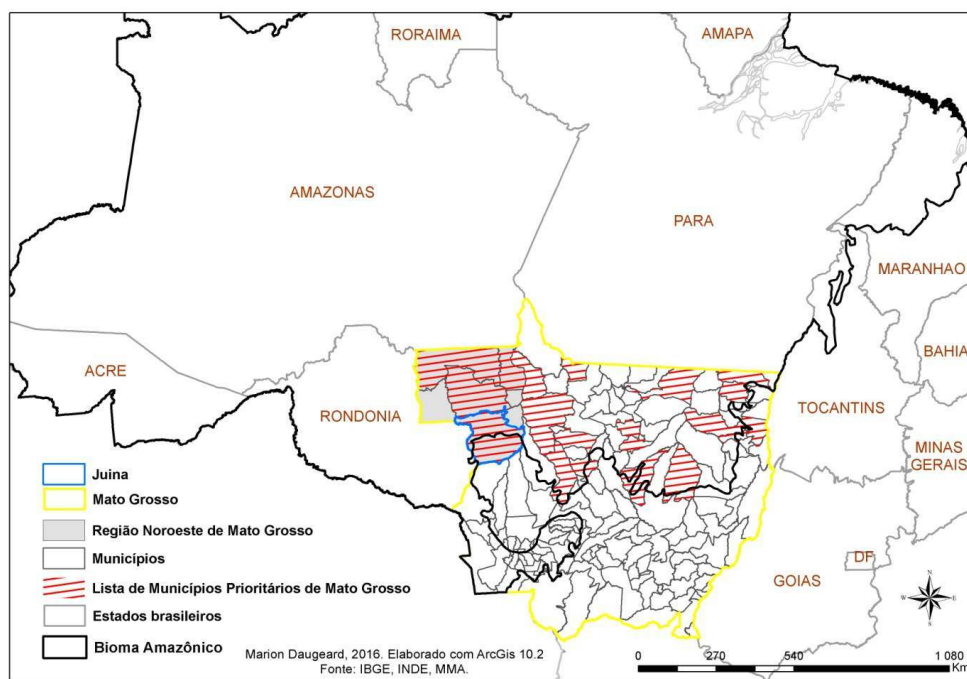 RORAIMA
AMAPA
AMAZONAS
PARA
MARANHAO
BAHIA
ACRE
RONDONIA
TOCANTINS
MINAS
GERAIS
DF
GOIAS
Juina
Mato Grosso
Região Noroeste de Mato Grosso
Municípios
Lista de Municípios Prioritários de Mato Grosso
Estados brasileiros
Bioma Amazônico
Marion Daugeard, 2016. Elaborado com ArcGis 10.2
Fonte: IBGE, INDE, MMA.
N
W
E
S
0 270 540 1 080
Km